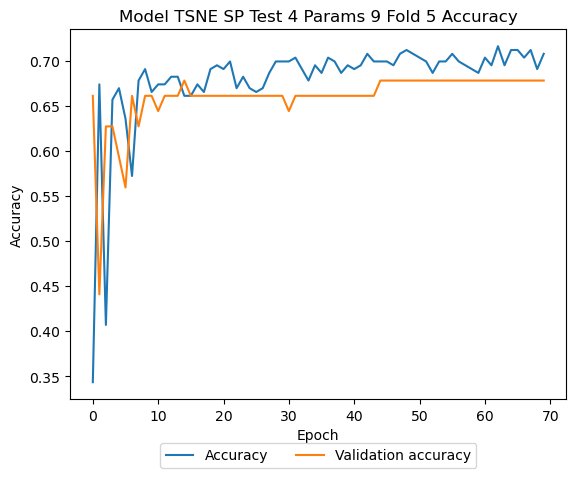 Model TSNE SP Test 4 Params 9 Fold 5 Accuracy
0.70
0.65
0.60
0.55
0.50
0.45
0.40
0.35
Accuracy
0 10 20 30 40 50 60 70
Epoch
Accuracy Validation accuracy